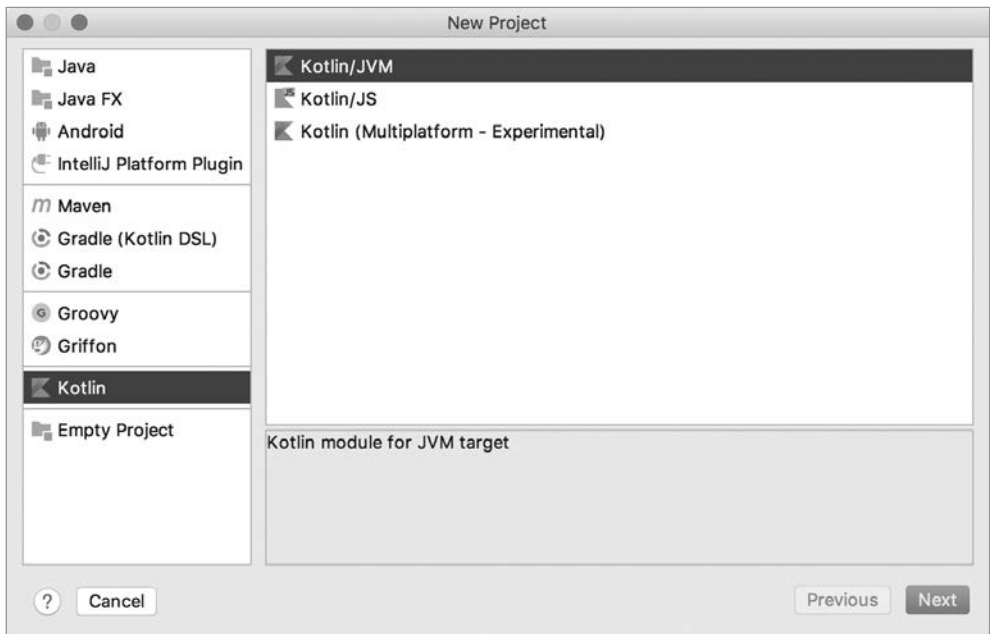 New Project
Java
Java FX
Android
IntelliJ Platform Plugin
m Maven
Gradle (Kotlin DSL)
Gradle
G Groovy
Griffon
Kotlin
Empty Project
Kotlin/JVM
JS Kotlin/JS
Kotlin (Multiplatform - Experimental)
Kotlin module for JVM target
? Cancel
Previous
Next